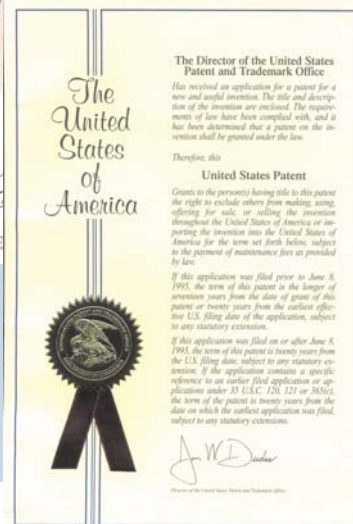 The
United
States
of
America
The Director of the United States
Patent and Trademark Office
Has received an application for a patent for a
new and useful invention. The title and descrip-
tion of the invention are enclosed. The require-
ments of law have been complied with, and it
has been determined that a patent on the in-
vention shall be granted under the law.
Therefore, this
United States Patent
Grants to the person(s) having title to this patent
the right to exclude others from making, using,
offering for sale, or selling the invention
throughout the United States of America or im-
porting the invention into the United States of
America for the term set forth below, subject
to the payment of maintenance fees as provided
by law.
If this application was filed prior to June 8,
1995, the term of this patent is the longer of
seventeen years from the date of grant of this
patent or twenty years from the earliest effec-
tive U.S. filing date of the application, subject
to any statutory extension.
If this application was filed on or after June 8,
1995, the term of this patent is twenty years from
the U.S. filing date, subject to any statutory ex-
tension. If the application contains a specific
reference to an earlier filed application or ap-
plications under 35 U.S.C. 120, 121 or 365(c),
the term of the patent is twenty years from the
date on which the earliest application was filed,
subject to any statutory extensions.
Jon W Dudas
Director of the United States Patent and Trademark Office